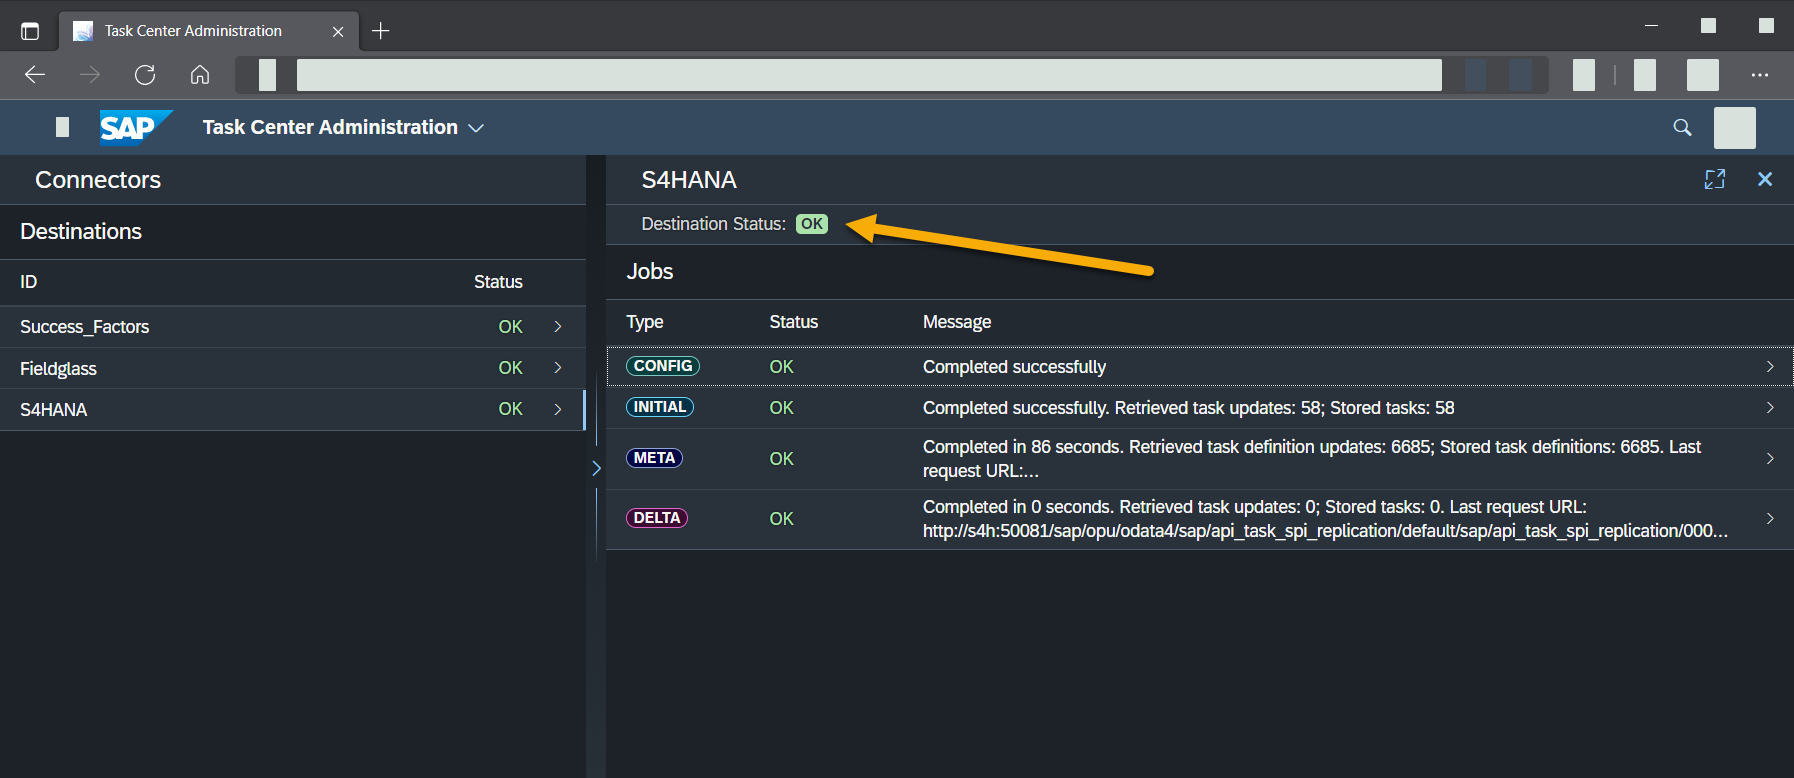 Task Center Administration
SAP Task Center Administration
Connectors
Destinations
ID Status
Success_Factors OK
Fieldglass OK
S4HANA OK
S4HANA
Destination Status: OK
Jobs
Type Status Message
CONFIG OK Completed successfully
INITIAL OK Completed successfully. Retrieved task updates: 58; Stored tasks: 58
META OK Completed in 86 seconds. Retrieved task definition updates: 6685; Stored task definitions: 6685. Last
request URL:...
DELTA OK Completed in 0 seconds. Retrieved task updates: 0; Stored tasks: 0. Last request URL:
http://s4h:50081/sap/opu/odata4/sap/api_task_spi_replication/default/sap/api_task_spi_replication/000...